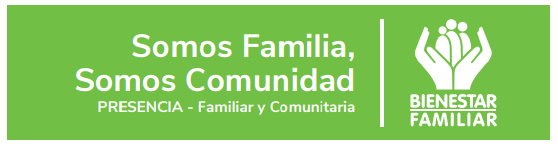 Somos Familia,
Somos Comunidad
PRESENCIA - Familiar y Comunitaria
BIENESTAR
FAMILIAR